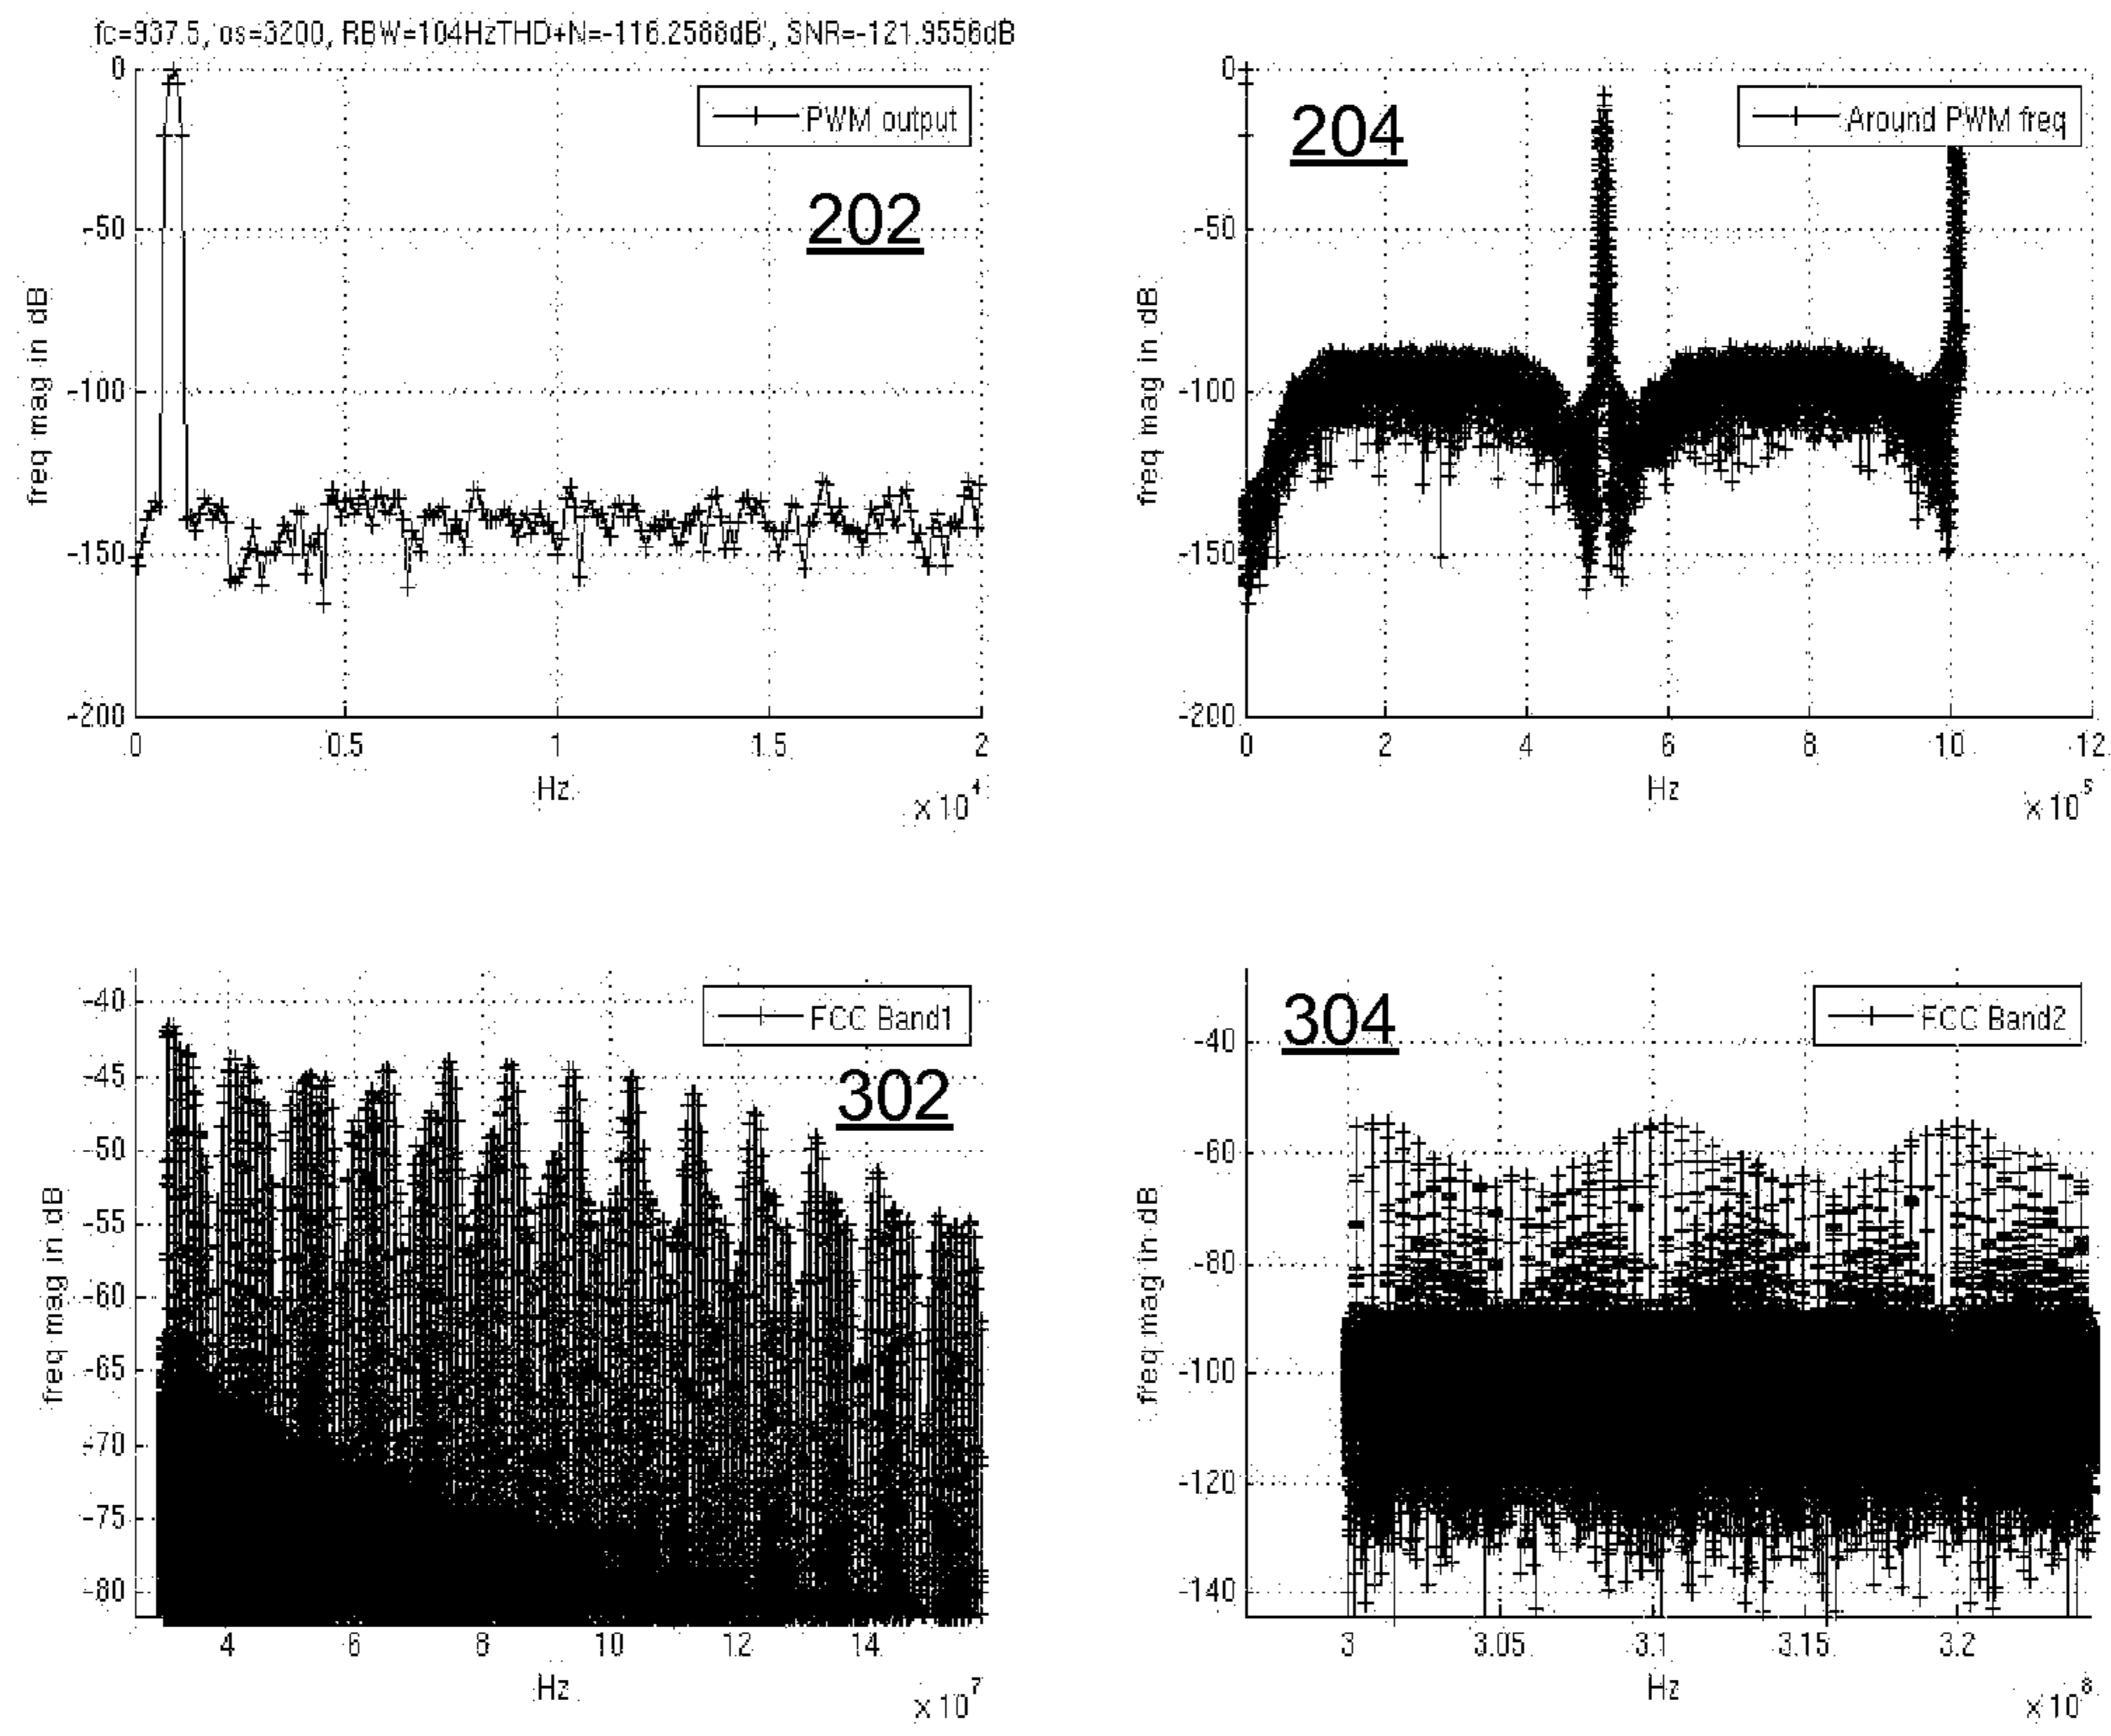 fc=937.5, os=3200, RBW=104HzTHD+N=-116.2588dB', SNR=-121.9556dB
0
-50
-100
-150
-200
freq mag in dB
PWM output
202
0 0.5 1 1.5 2
Hz
x 10^4
0
-50
-100
-150
-200
freq mag in dB
204
Around PWM freq
0 2 4 6 8 10 12
Hz
x 10^5
-40
-45
-50
-55
-60
-65
-70
-75
-80
freq mag in dB
FCC Band1
302
4 6 8 10 12 14
Hz
x 10^7
-40
-60
-80
-100
-120
-140
freq mag in dB
304
FCC Band2
3 3.05 3.1 3.15 3.2
Hz
x 10^8